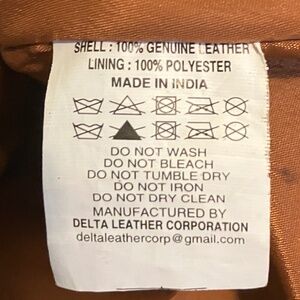 SHELL : 100% GENUINE LEATHER
LINING : 100% POLYESTER
MADE IN INDIA
DO NOT WASH
DO NOT BLEACH
DO NOT TUMBLE DRY
DO NOT IRON
DO NOT DRY CLEAN
MANUFACTURED BY
DELTA LEATHER CORPORATION
deltaleathercorp@gmail.com